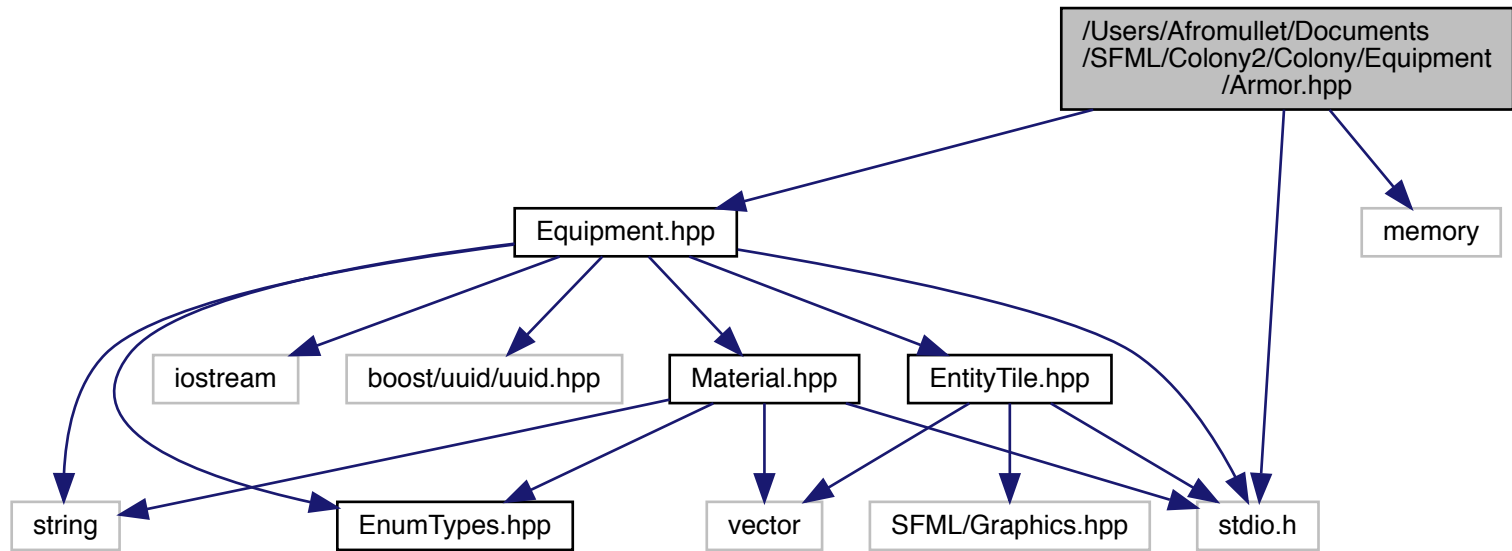 /Users/Afromullet/Documents
/SFML/Colony2/Colony/Equipment
/Armor.hpp
Equipment.hpp
memory
iostream
boost/uuid/uuid.hpp
Material.hpp
EntityTile.hpp
string
EnumTypes.hpp
vector
SFML/Graphics.hpp
stdio.h